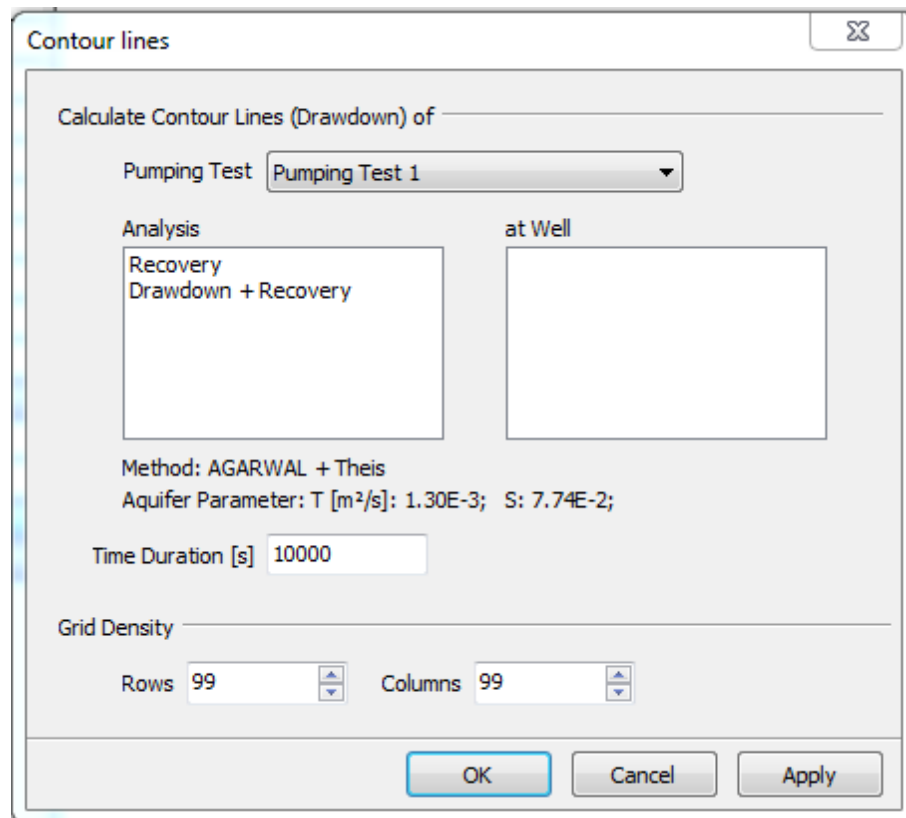 Contour lines
Calculate Contour Lines (Drawdown) of
Pumping Test Pumping Test 1
Analysis at Well
Recovery
Drawdown + Recovery
Method: AGARWAL + Theis
Aquifer Parameter: T [m²/s]: 1.30E-3; S: 7.74E-2;
Time Duration [s] 10000
Grid Density
Rows 99 Columns 99
OK Cancel Apply